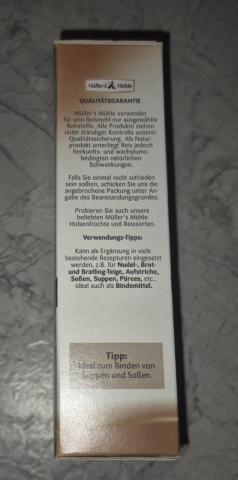 Müller's Mühle
QUALITÄTSGARANTIE
Müller's Mühle verwendet
für sein Reismehl nur ausgewählte
Rohstoffe. Alle Produkte stehen
unter ständiger Kontrolle unserer
Qualitätssicherung. Als Natur-
produkt unterliegt Reis jedoch
herkunfts- und wachstums-
bedingten natürlichen
Schwankungen.
Falls Sie einmal nicht zufrieden
sein sollten, schicken Sie uns die
angebrochene Packung unter An-
gabe des Beanstandungsgrundes.
Probieren Sie auch unsere
beliebten Müller's Mühle
Hülsenfrüchte und Reissorten.
Verwendungs-Tipps:
Kann als Ergänzung in viele
bestehende Rezepturen eingesetzt
werden, z.B. für Nudel-, Brot-
und Bratling-Teige, Aufstriche,
Soßen, Suppen, Pürees, etc.,
ideal auch als Bindemittel.
Tipp:
Ideal zum Binden von
Suppen und Soßen.